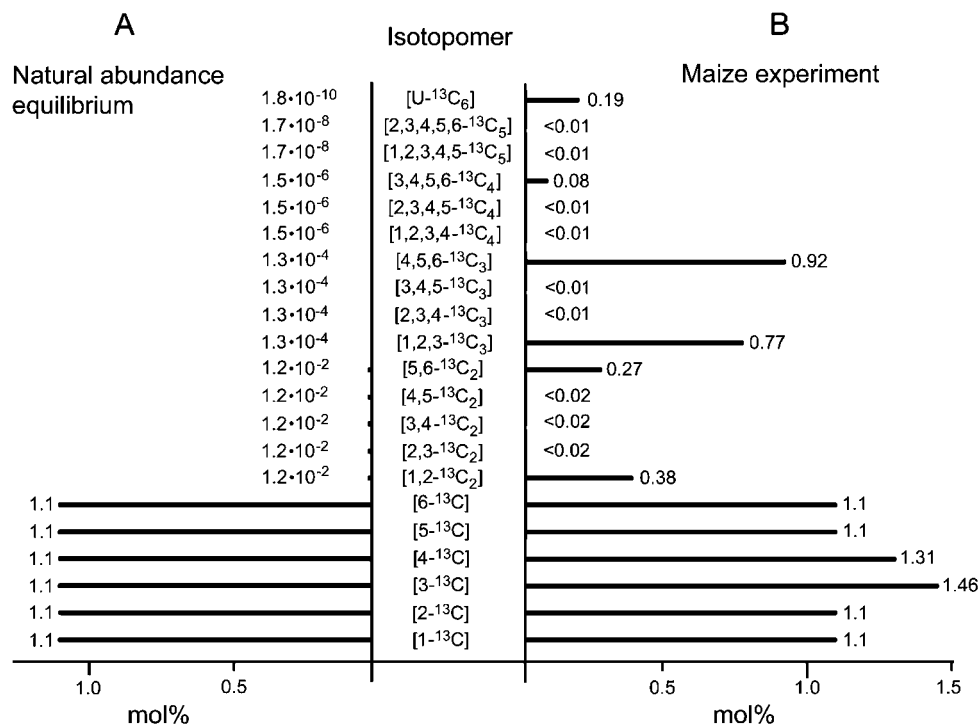 A
Isotopomer
B
Natural abundance
equilibrium
Maize experiment
1.8•10⁻¹⁰ [U-¹³C₆] 0.19
1.7•10⁻⁸ [2,3,4,5,6-¹³C₅] <0.01
1.7•10⁻⁸ [1,2,3,4,5-¹³C₅] <0.01
1.5•10⁻⁶ [3,4,5,6-¹³C₄] 0.08
1.5•10⁻⁶ [2,3,4,5-¹³C₄] <0.01
1.5•10⁻⁶ [1,2,3,4-¹³C₄] <0.01
1.3•10⁻⁴ [4,5,6-¹³C₃] 0.92
1.3•10⁻⁴ [3,4,5-¹³C₃] <0.01
1.3•10⁻⁴ [2,3,4-¹³C₃] <0.01
1.3•10⁻⁴ [1,2,3-¹³C₃] 0.77
1.2•10⁻² [5,6-¹³C₂] 0.27
1.2•10⁻² [4,5-¹³C₂] <0.02
1.2•10⁻² [3,4-¹³C₂] <0.02
1.2•10⁻² [2,3-¹³C₂] <0.02
1.2•10⁻² [1,2-¹³C₂] 0.38
1.1 [6-¹³C] 1.1
1.1 [5-¹³C] 1.1
1.1 [4-¹³C] 1.31
1.1 [3-¹³C] 1.46
1.1 [2-¹³C] 1.1
1.1 [1-¹³C] 1.1
1.0 0.5 0.5 1.0 1.5
mol% mol%